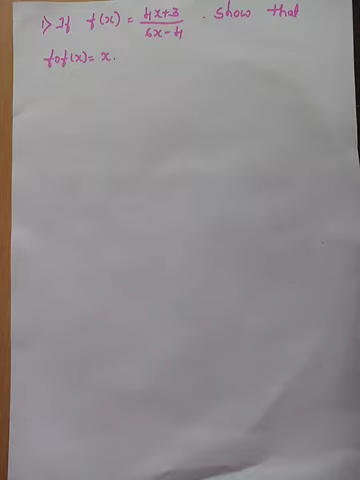 1) If f(x) = 4x+3 / 6x-4 . show that
fof(x) = x.